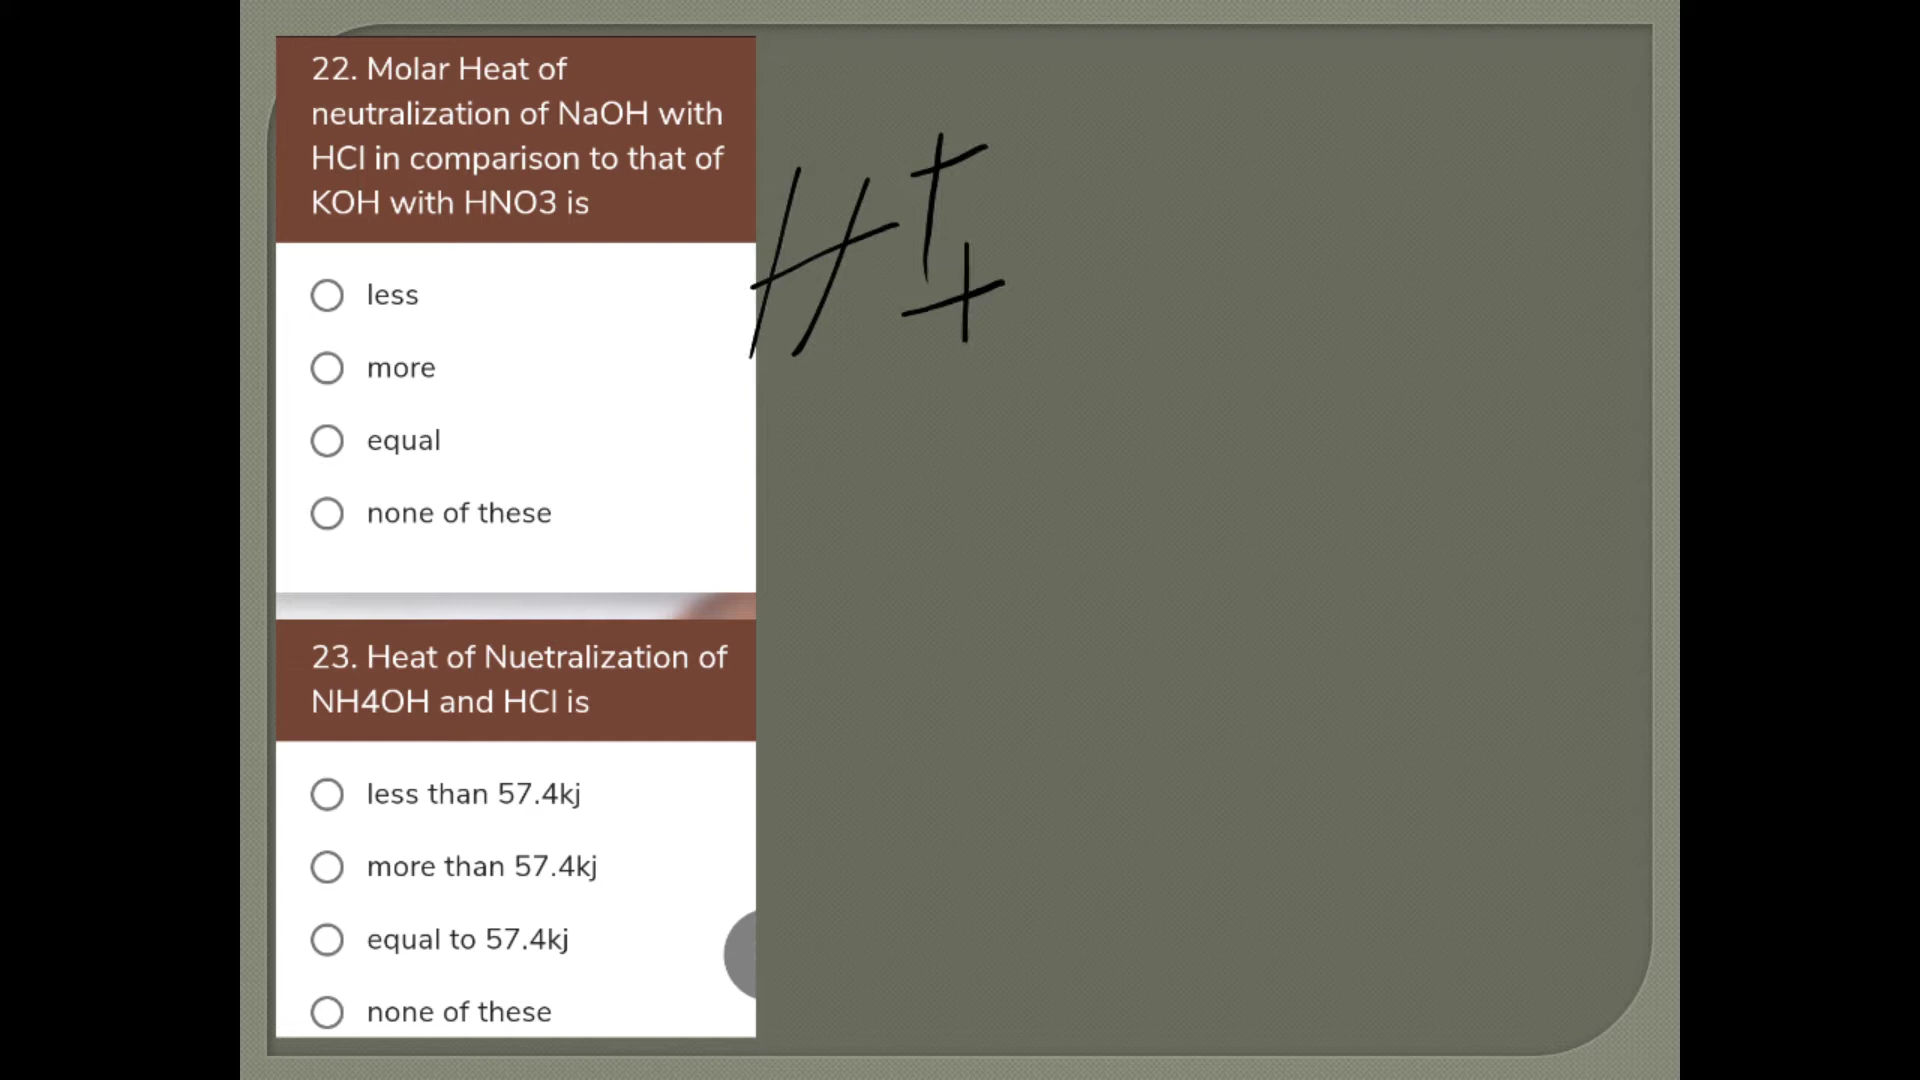 22. Molar Heat of
neutralization of NaOH with
HCl in comparison to that of
KOH with HNO3 is
less
more
equal
none of these
H+
+
23. Heat of Nuetralization of
NH4OH and HCl is
less than 57.4kj
more than 57.4kj
equal to 57.4kj
none of these